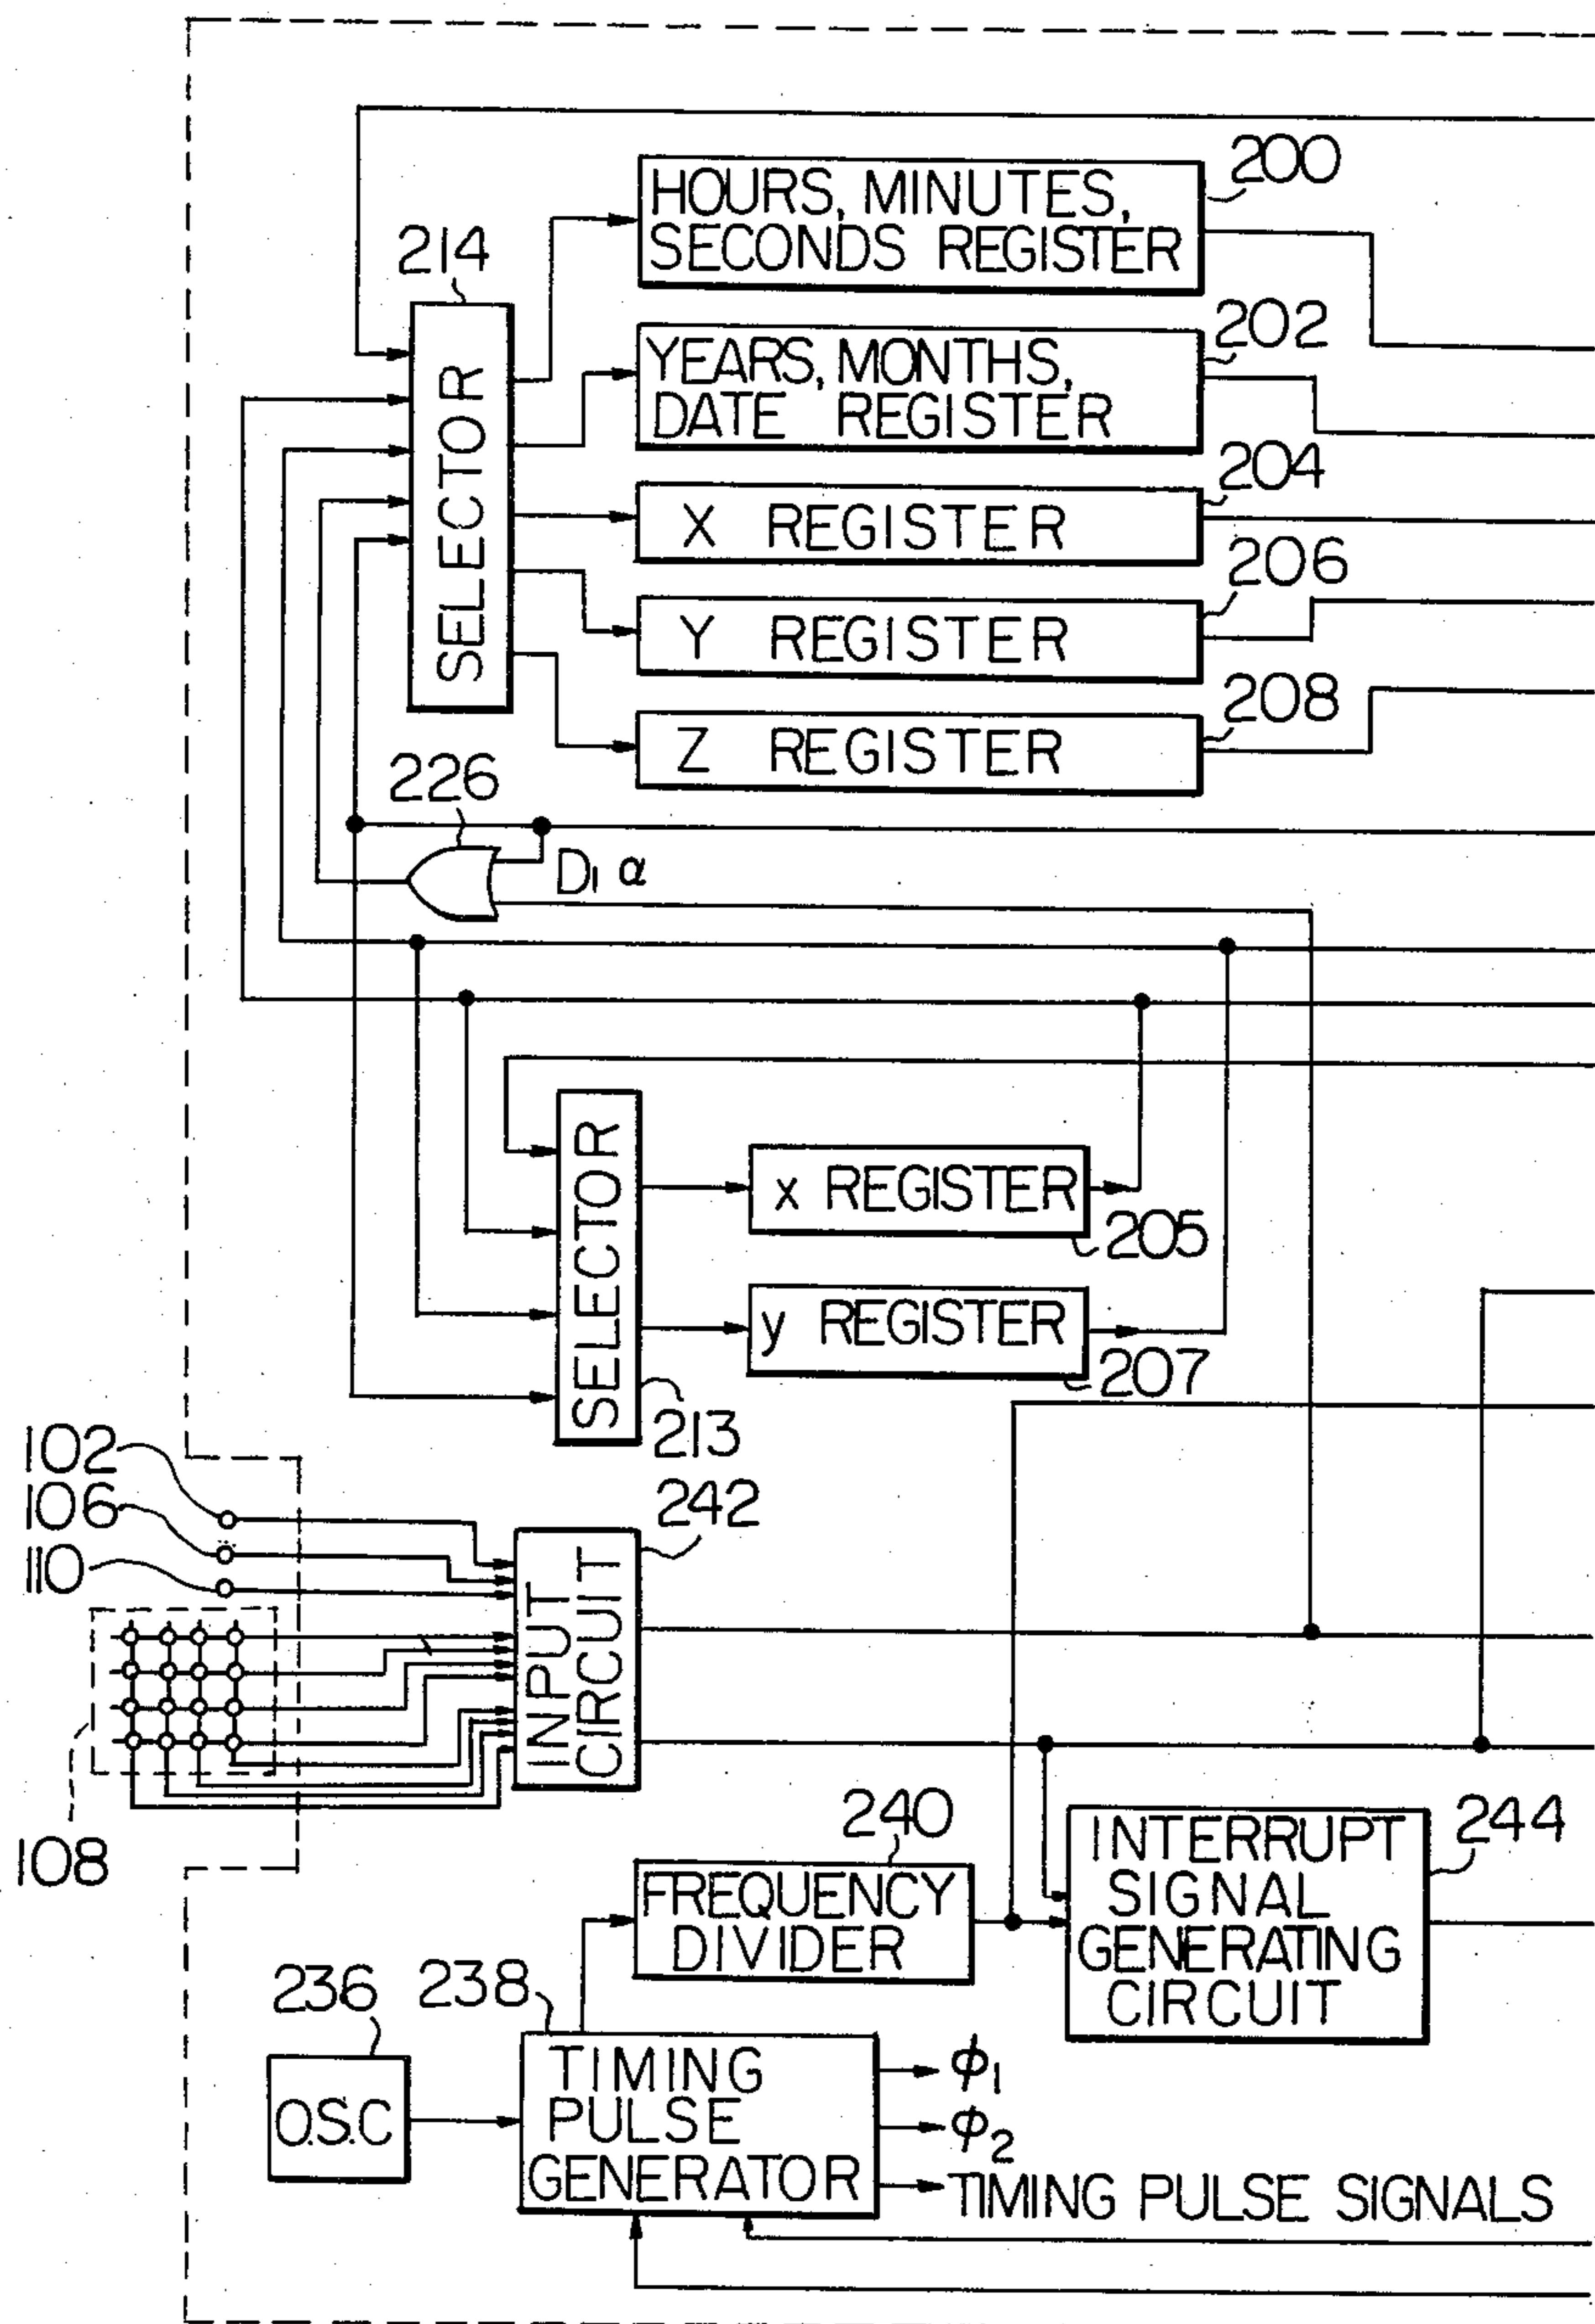 200
HOURS, MINUTES,
SECONDS REGISTER
214
SELECTOR
202
YEARS, MONTHS,
DATE REGISTER
204
X REGISTER
206
Y REGISTER
208
Z REGISTER
226
D1 α
SELECTOR
x REGISTER
205
y REGISTER
207
213
102
106
110
242
INPUT
CIRCUIT
108
240
FREQUENCY
DIVIDER
244
INTERRUPT
SIGNAL
GENERATING
CIRCUIT
236
238
O.S.C
TIMING
PULSE
GENERATOR
ϕ1
ϕ2
TIMING PULSE SIGNALS